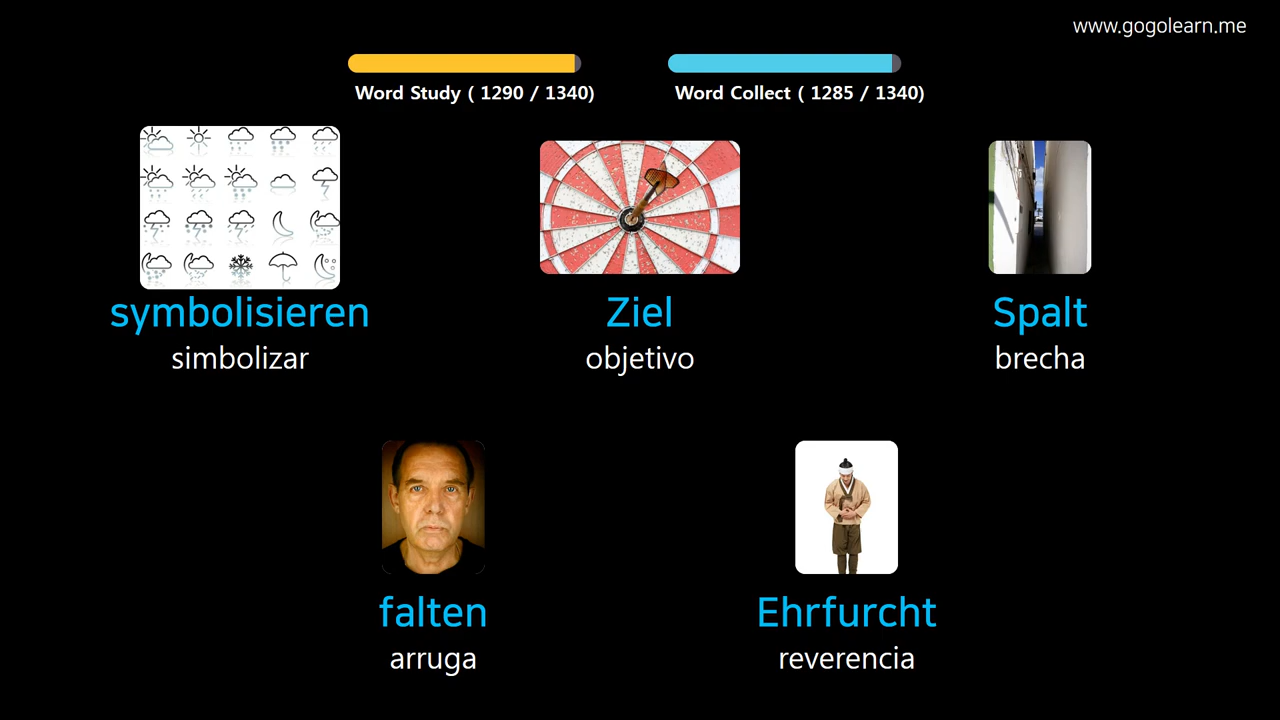 www.gogolearn.me
Word Study ( 1290 / 1340)
Word Collect ( 1285 / 1340)
symbolisieren
simbolizar
Ziel
objetivo
Spalt
brecha
falten
arruga
Ehrfurcht
reverencia